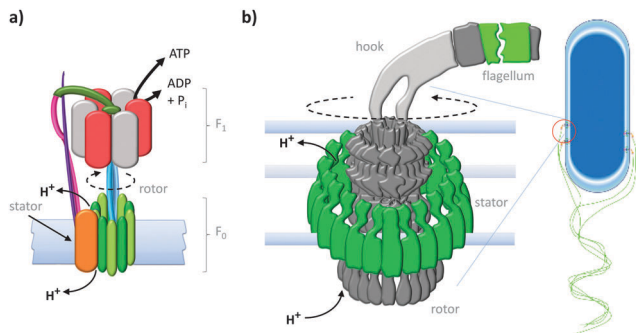 a)
ATP
ADP
+ Pi
F1
H+
rotor
stator
F0
H+
b)
hook
flagellum
H+
stator
rotor
H+